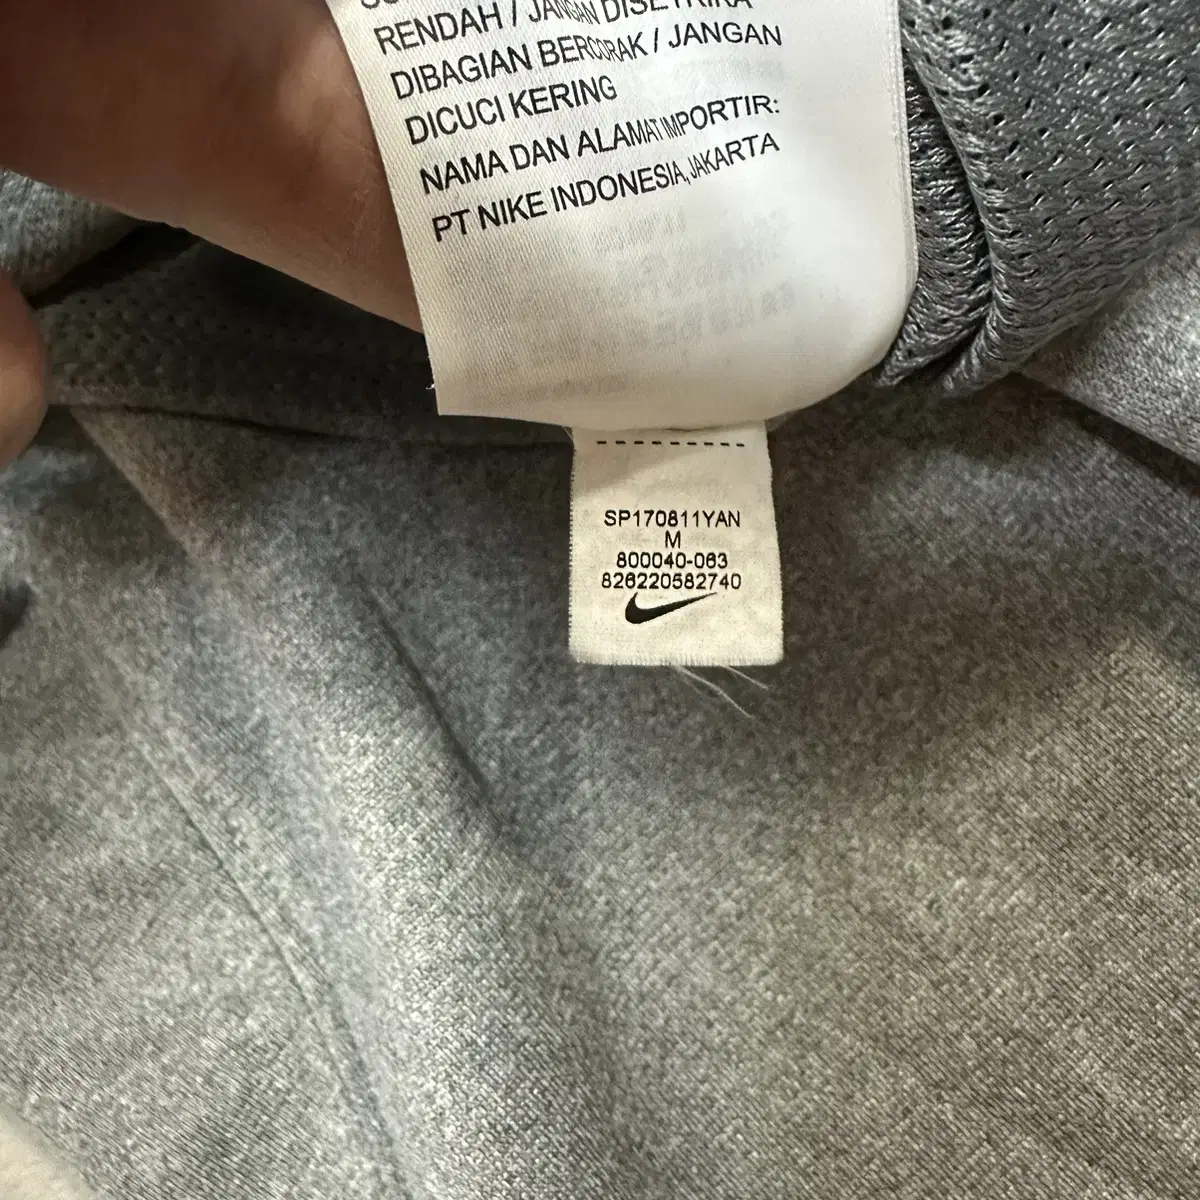 RENDAH / JANGAN DISETRIKA
DIBAGIAN BERCORAK / JANGAN
DICUCI KERING
NAMA DAN ALAMAT IMPORTIR:
PT NIKE INDONESIA, JAKARTA
SP170811YAN
M
800040-063
826220582740